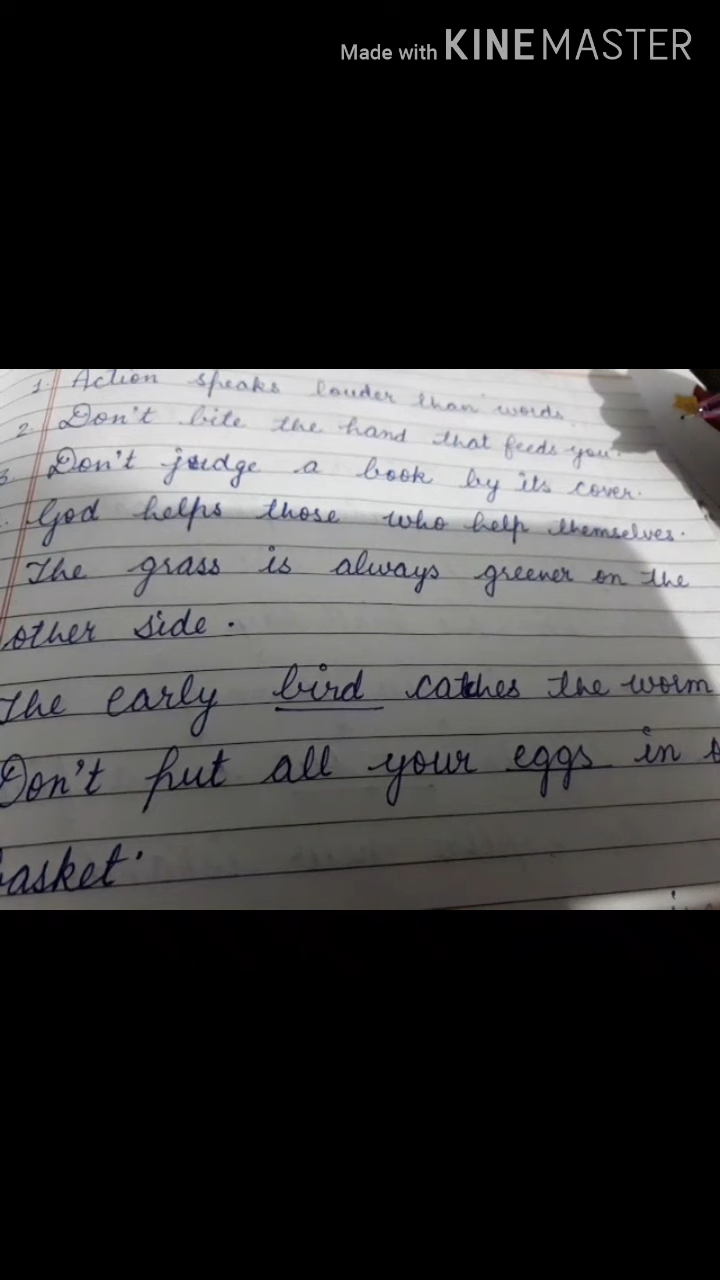 Made with KINEMASTER
1. Action speaks louder than words.
2. Don't bite the hand that feeds you.
3. Don't judge a book by its cover.
. God helps those who help themselves.
The grass is always greener on the
other side.
The early bird catches the worm
Don't put all your eggs in
basket.